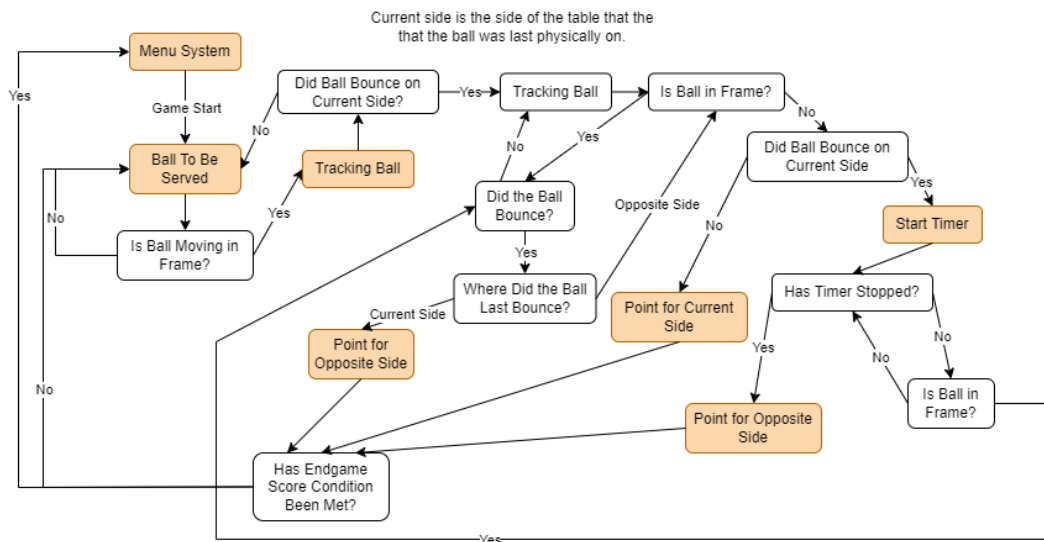 Current side is the side of the table that the
that the ball was last physically on.
Menu System
Yes
Game Start
Did Ball Bounce on
Current Side?
Yes
Tracking Ball
Is Ball in Frame?
No
No
Yes
Did Ball Bounce on
Current Side
Ball To Be
Served
Tracking Ball
No
Yes
Did the Ball
Bounce?
No
Yes
Opposite Side
No
Start Timer
Is Ball Moving in
Frame?
Yes
Where Did the Ball
Last Bounce?
Has Timer Stopped?
Current Side
Point for Current
Side
Point for
Opposite Side
Yes
No
No
No
Is Ball in
Frame?
Point for Opposite
Side
Has Endgame
Score Condition
Been Met?
Yes